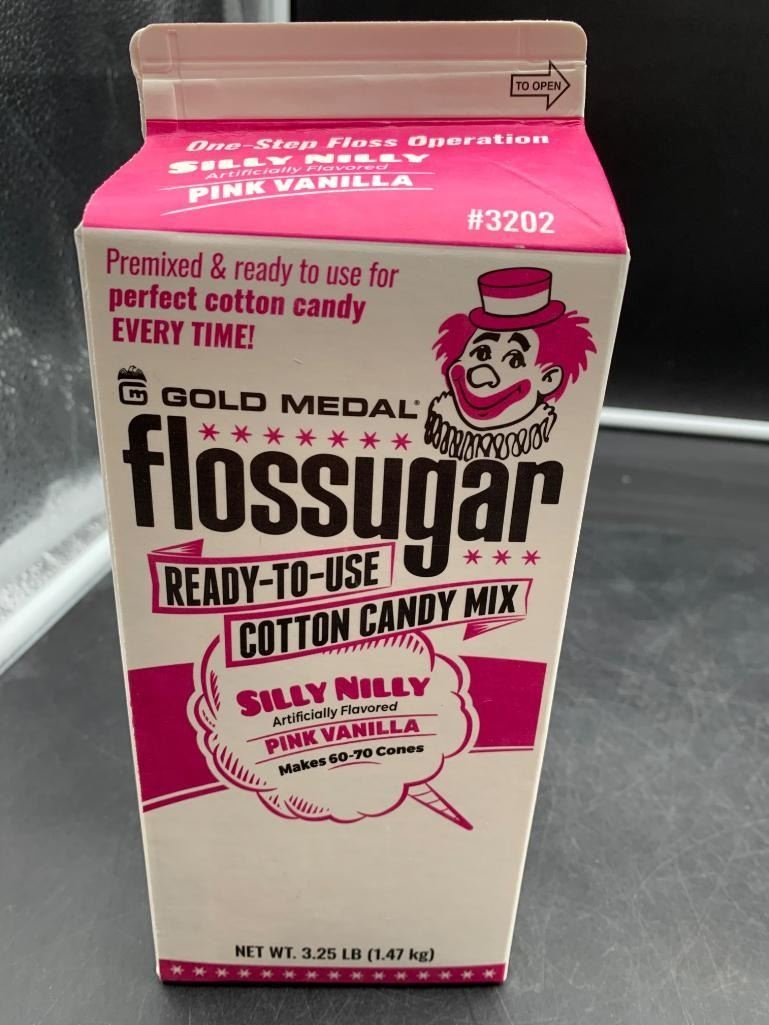 TO OPEN
One-Step Floss Operation
SILLY NILLY
Artificially Flavored
PINK VANILLA
#3202
Premixed & ready to use for
perfect cotton candy
EVERY TIME!
Gm GOLD MEDAL®
flossugar
READY-TO-USE
COTTON CANDY MIX
SILLY NILLY
Artificially Flavored
PINK VANILLA
Makes 60-70 Cones
NET WT. 3.25 LB (1.47 kg)